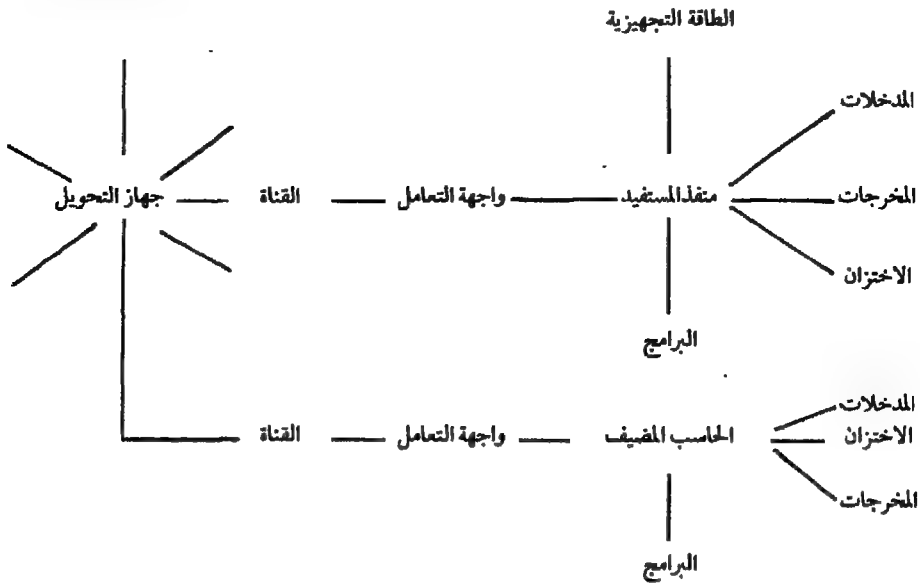 الطاقة التجهيزية
المدخلات
جهاز التحويل
القناة
واجهة التعامل
منفذ المستفيد
المخرجات
الاختزان
البرامج
المدخلات
القناة
واجهة التعامل
الحاسب المضيف
الاختزان
المخرجات
البرامج